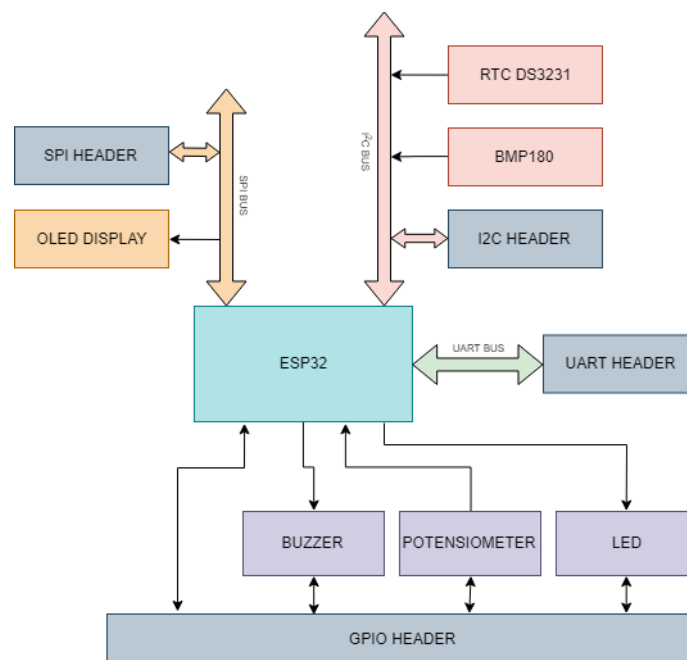 RTC DS3231
SPI HEADER
SPI BUS
I²C BUS
BMP180
OLED DISPLAY
I2C HEADER
ESP32
UART BUS
UART HEADER
BUZZER
POTENSIOMETER
LED
GPIO HEADER